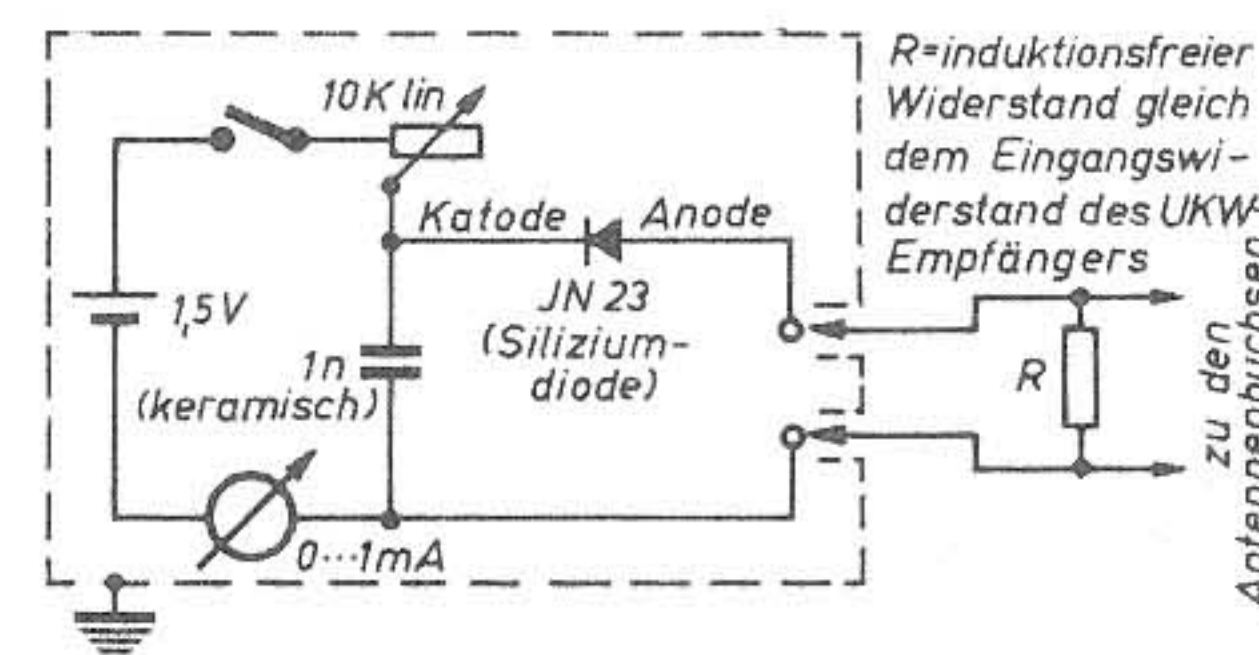 R=induktionsfreier
Widerstand gleich
dem Eingangswi-
derstand des UKW-
Empfängers
10K lin
Katode
Anode
JN 23
(Silizium-
diode)
1,5V
1n
(keramisch)
0...1mA
R
zu den
Antennenbuchsen